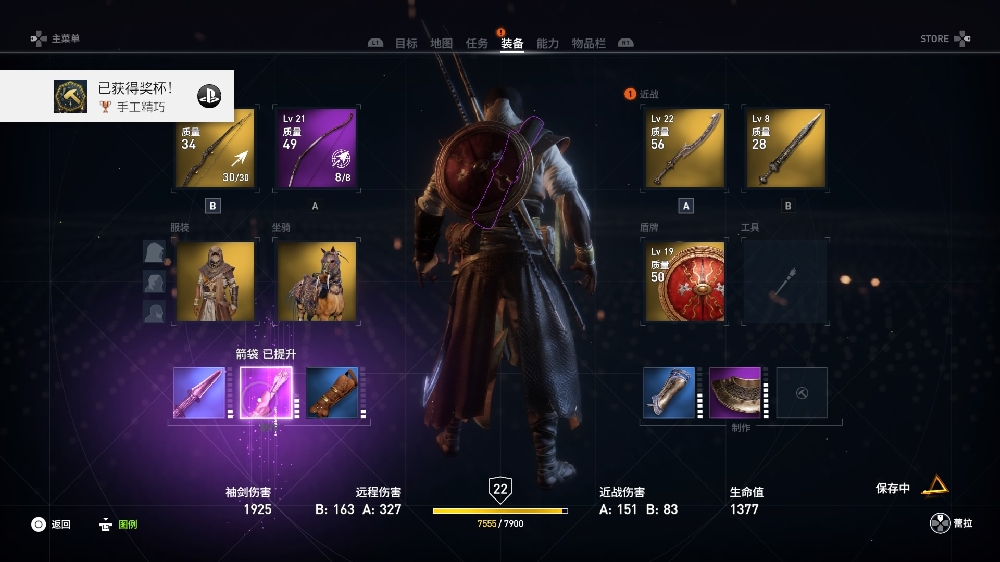 主菜单
L1
目标
地图
任务
装备
能力
物品栏
R1
STORE
已获得奖杯!
手工精巧
质量
34
30/30
Lv 21
质量
49
8/8
近战
Lv 22
质量
56
Lv 8
质量
28
B
A
A
B
服装
坐骑
盾牌
工具
Lv 19
质量
50
箭袋 已提升
制作
袖剑伤害
1925
远程伤害
B: 163 A: 327
22
7555/7900
近战伤害
A: 151 B: 83
生命值
1377
保存中
返回
图例
蕾拉